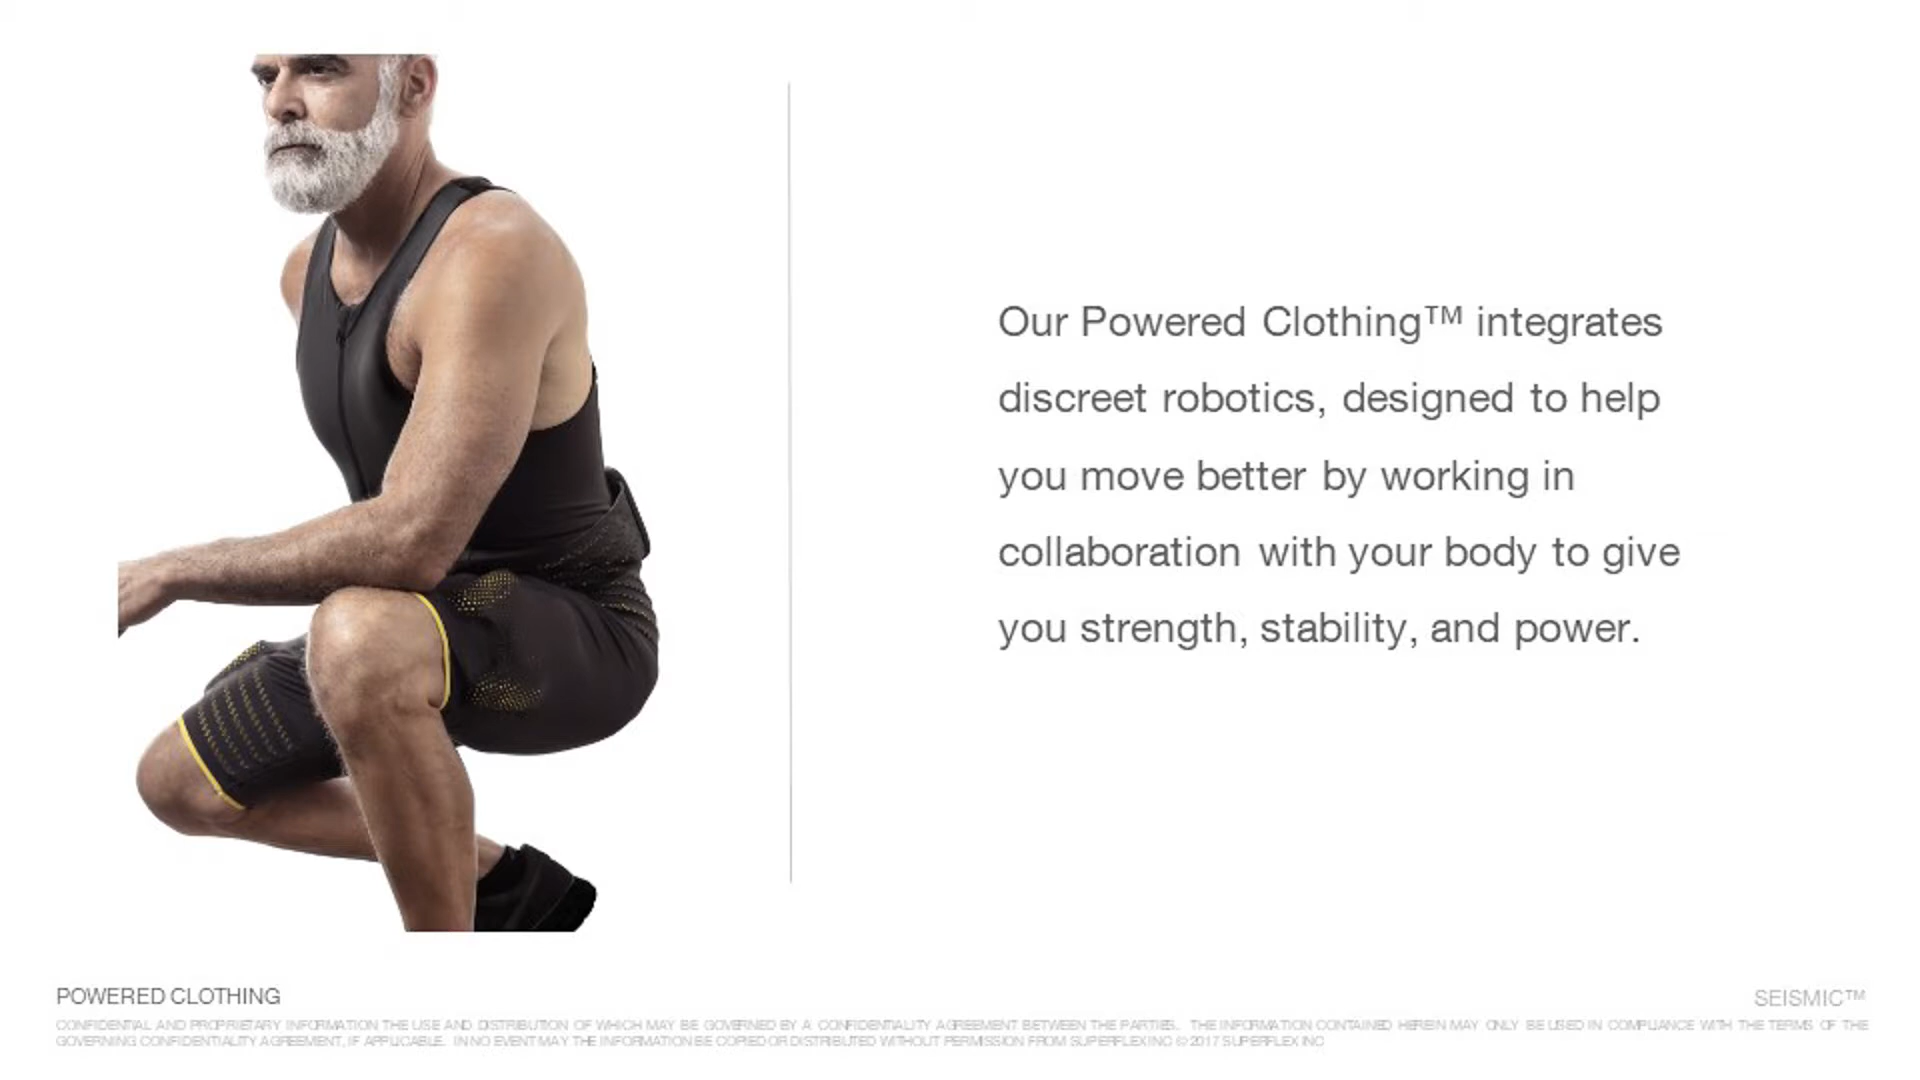 Our Powered Clothing™ integrates
discreet robotics, designed to help
you move better by working in
collaboration with your body to give
you strength, stability, and power.
POWERED CLOTHING
SEISMIC™
CONFIDENTIAL AND PROPRIETARY INFORMATION THE USE AND DISTRIBUTION OF WHICH MAY BE GOVERNED BY A CONFIDENTIALITY AGREEMENT BETWEEN THE PARTIES. THE INFORMATION CONTAINED HEREIN MAY ONLY BE USED IN COMPLIANCE WITH THE TERMS OF THE
GOVERNING CONFIDENTIALITY AGREEMENT, IF APPLICABLE. IN NO EVENT MAY THE INFORMATION BE COPIED OR DISTRIBUTED WITHOUT PERMISSION FROM SUPERFLEX INC © 2017 SUPERFLEX INC